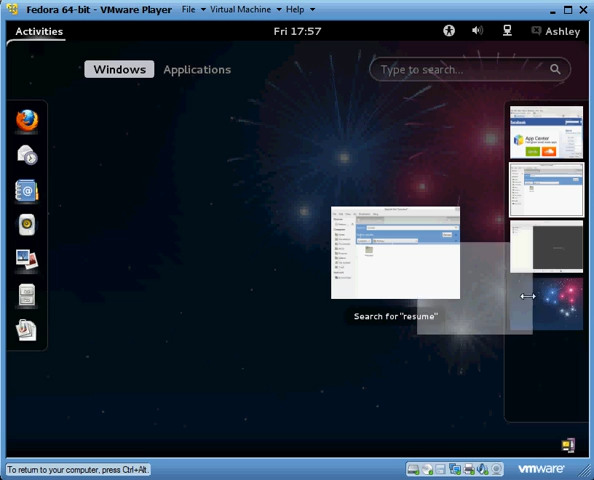 Fedora 64-bit - VMware Player File Virtual Machine Help
Activities Fri 17:57 Ashley
Windows Applications Type to search...
facebook
App Center
Search for "resume"
To return to your computer, press Ctrl+Alt.
vmware